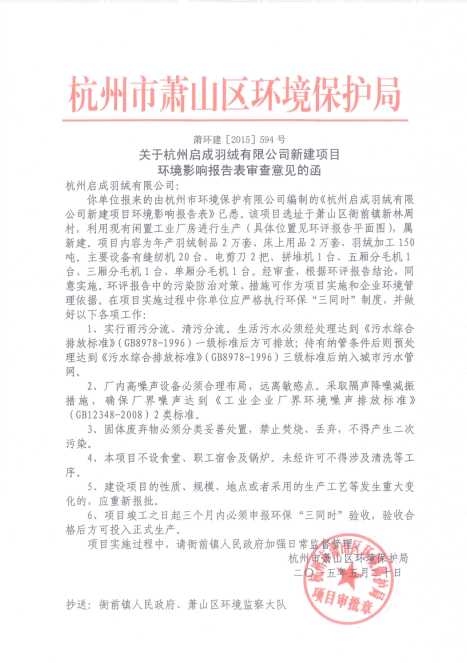 杭州市萧山区环境保护局
萧环建［2015］594号
关于杭州启成羽绒有限公司新建项目
环境影响报告表审查意见的函
杭州启成羽绒有限公司：
你单位报来的由杭州市环境保护有限公司编制的《杭州启成羽绒有限公
司新建项目环境影响报告表》已悉。该项目选址于萧山区衙前镇新林周
村，利用现有闲置工业厂房进行生产（具体位置见环评报告平面图），属
新建。项目内容为年产羽绒制品2万套、床上用品2万套、羽绒加工150
吨。主要设备有缝纫机20台、电剪刀2把、拼堆机1台、五厢分毛机1
台、三厢分毛机1台、单厢分毛机1台。经审查，根据环评报告结论，同
意实施。环评报告中的污染防治对策、措施可作为项目实施和企业环境管
理依据。在项目实施过程中你单位应严格执行环保“三同时”制度，并做
好以下各项工作：
1、实行雨污分流、清污分流。生活污水必须经处理达到《污水综合
排放标准》（GB8978-1996）一级标准后方可排放；待有纳管条件后则预处
理达到《污水综合排放标准》（GB8978-1996）三级标准后纳入城市污水管
网。
2、厂内高噪声设备必须合理布局，远离敏感点。采取隔声降噪减振
措施，确保厂界噪声达到《工业企业厂界环境噪声排放标准》
（GB12348-2008）2类标准。
3、固体废弃物必须分类妥善处置，禁止焚烧、丢弃，不得产生二次
污染。
4、本项目不设食堂、职工宿舍及锅炉。未经许可不得涉及清洗等工
序。
5、建设项目的性质、规模、地点或者采用的生产工艺等发生重大变
化的，应重新报批。
6、项目竣工之日起三个月内必须申报环保“三同时”验收，验收合
格后方可投入正式生产。
项目实施过程中，请衙前镇人民政府加强日常监督管理。
杭州市萧山区环境保护局
二〇一五年五月 十日
杭州市萧山区环境保护局
项目审批章
抄送：衙前镇人民政府、萧山区环境监察大队